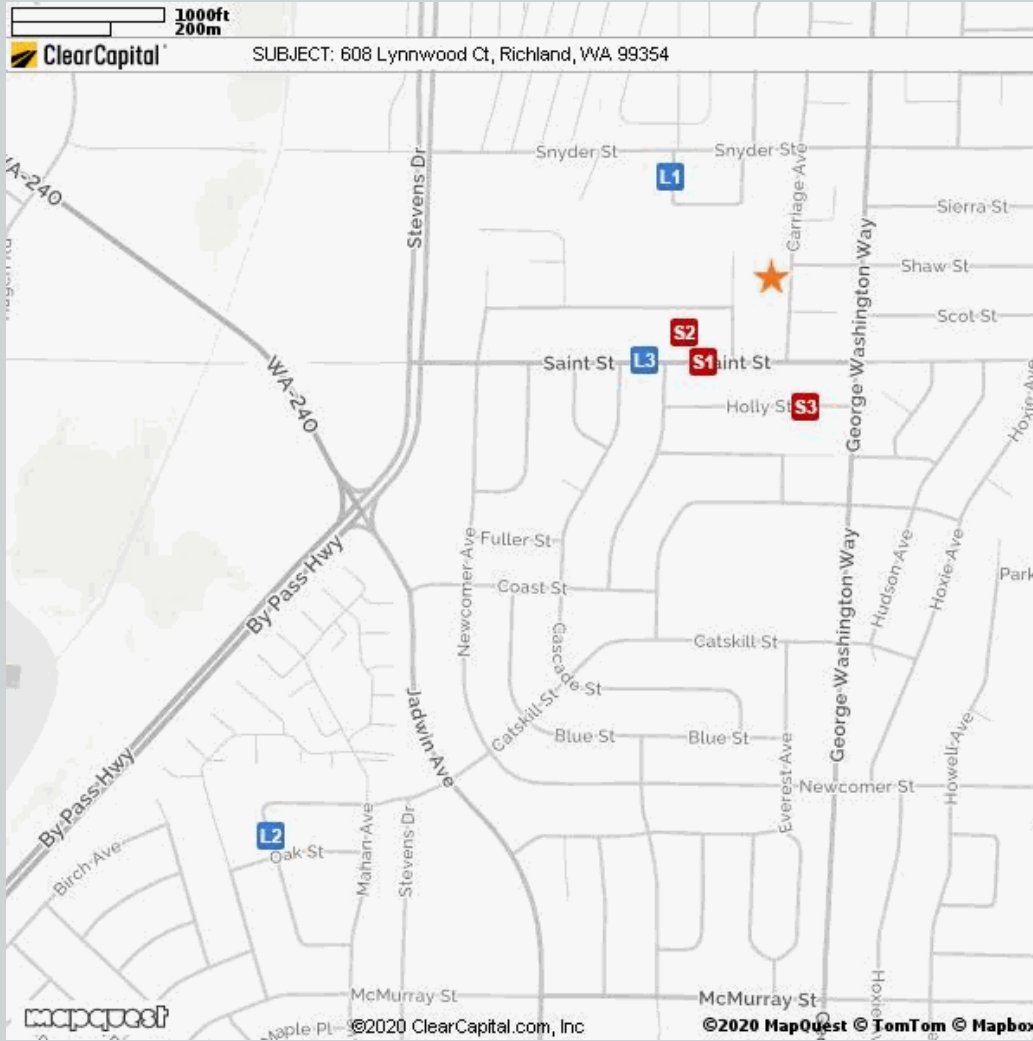 1000ft
200m
ClearCapital
SUBJECT: 608 Lynnwood Ct, Richland, WA 99354
Snyder St
Snyder St
L1
WA-240
Stevens Dr
Carriage Ave
Sierra St
George Washington Way
Shaw St
Scot St
S2
WA-240
Saint St
L3
S1
aint St
Holly St
S3
Hoxie Ave
Fuller St
Newcomer Ave
Coast St
By Pass Hwy
George Washington Way
Hudson Ave
Hoxie Ave
Park
Catskill St
Cascade St
Catskill St
Jadwin Ave
Blue St
Blue St
Everest Ave
Newcomer St
Howell Ave
By Pass Hwy
L2
Oak St
Birch Ave
Mahan Ave
Stevens Dr
McMurray St
McMurray St
mapquest
Maple Pl
©2020 ClearCapital.com, Inc
©2020 MapQuest © TomTom © Mapbox